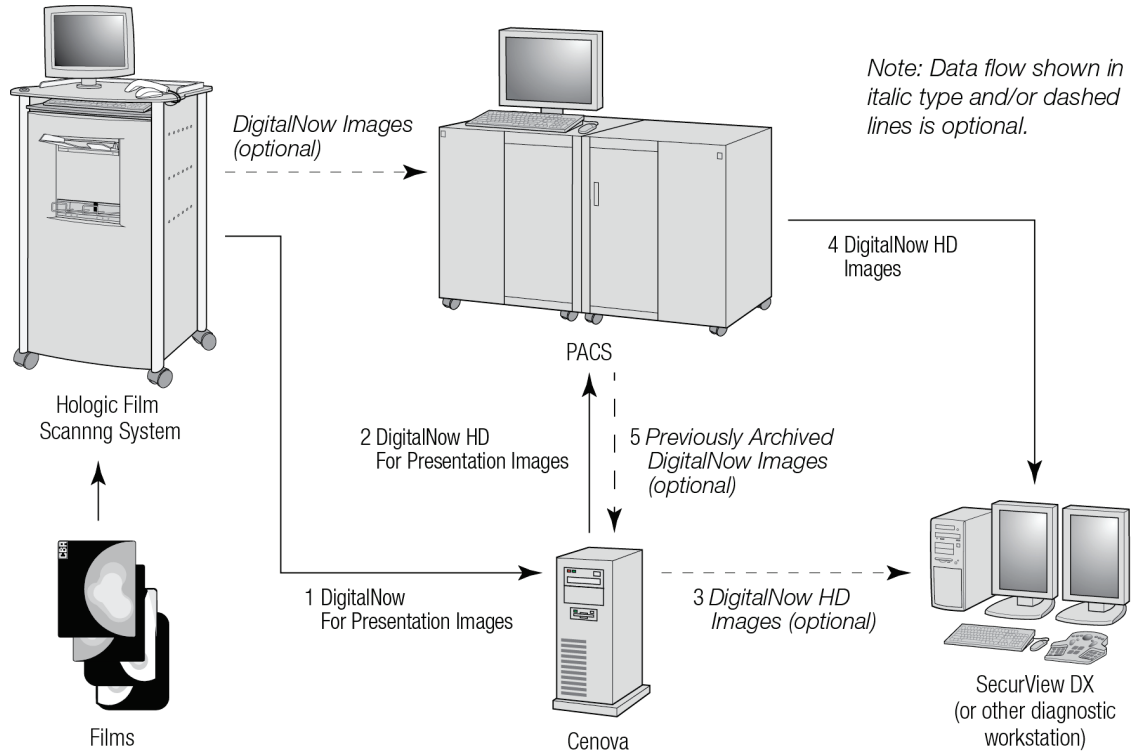 Note: Data flow shown in
italic type and/or dashed
lines is optional.
DigitalNow Images
(optional)
4 DigitalNow HD
Images
PACS
Hologic Film
Scannng System
2 DigitalNow HD
For Presentation Images
5 Previously Archived
DigitalNow Images
(optional)
CBR
1 DigitalNow
For Presentation Images
3 DigitalNow HD
Images (optional)
SecurView DX
(or other diagnostic
workstation)
Films
Cenova